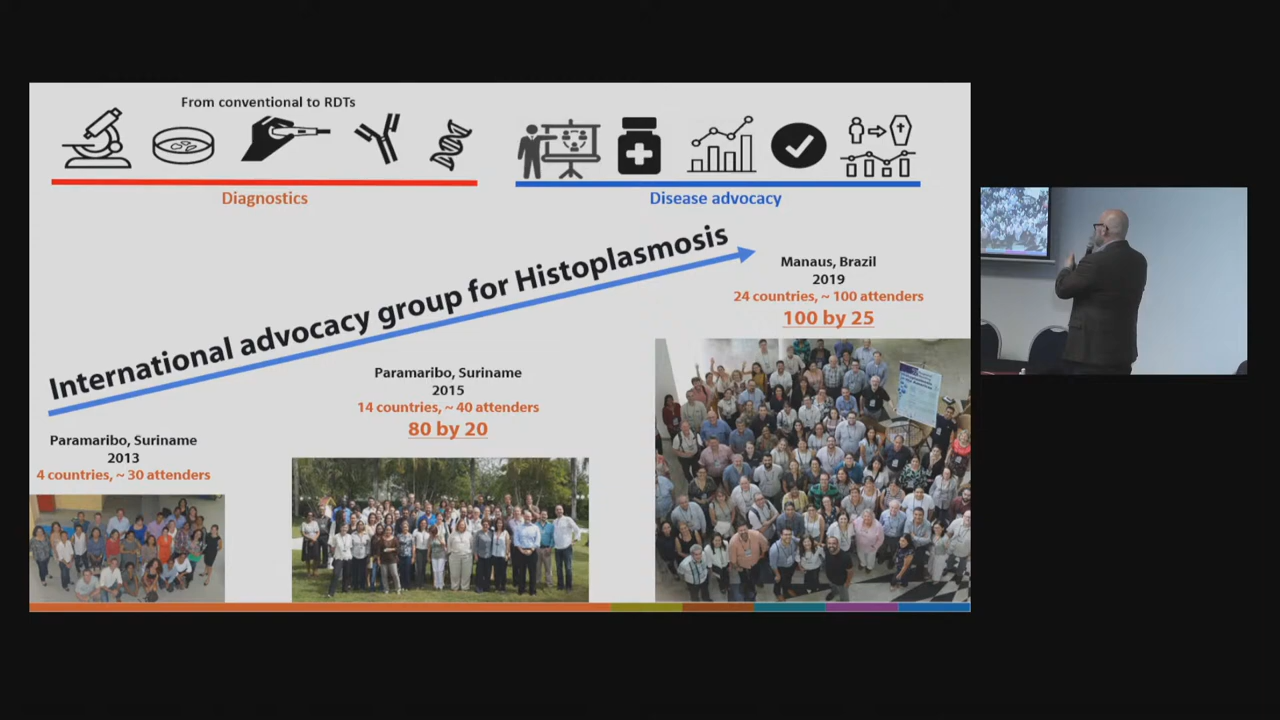 From conventional to RDTs
Diagnostics
Disease advocacy
International advocacy group for Histoplasmosis
Manaus, Brazil
2019
24 countries, ~ 100 attenders
100 by 25
Paramaribo, Suriname
2015
14 countries, ~ 40 attenders
80 by 20
Paramaribo, Suriname
2013
4 countries, ~ 30 attenders